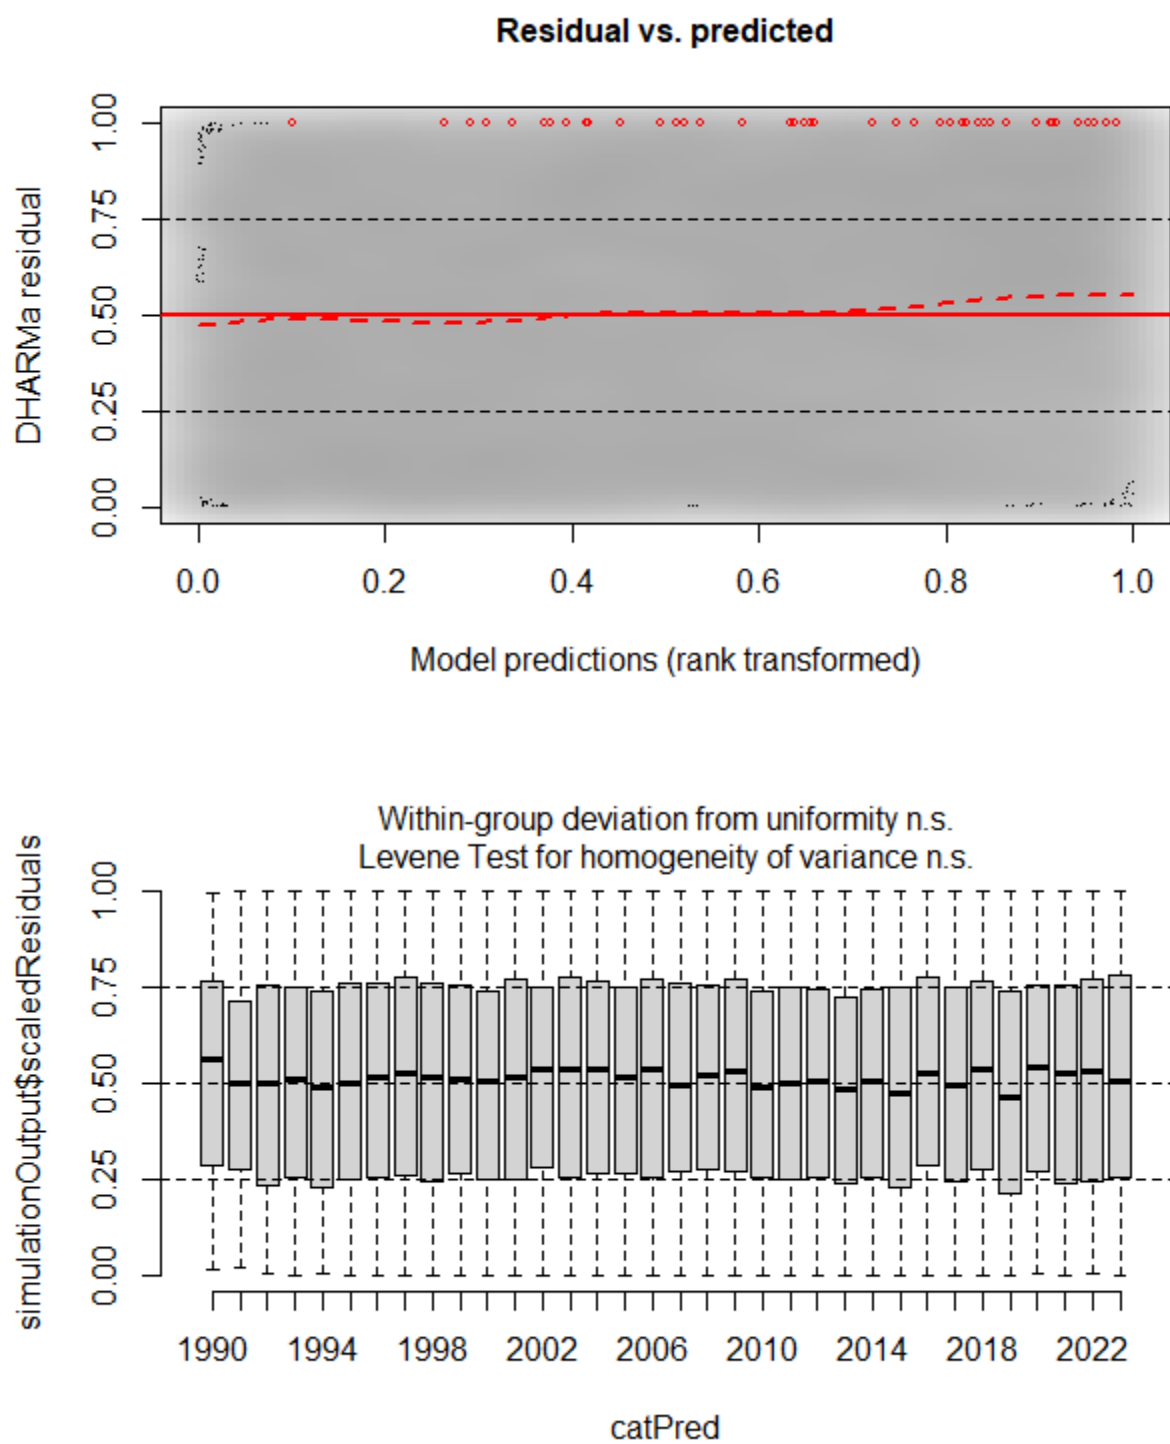 Residual vs. predicted
DHARMa residual
1.00
0.75
0.50
0.25
0.00
0.0 0.2 0.4 0.6 0.8 1.0
Model predictions (rank transformed)
Within-group deviation from uniformity n.s.
Levene Test for homogeneity of variance n.s.
simulationOutput$scaledResiduals
1.00
0.75
0.50
0.25
0.00
1990 1994 1998 2002 2006 2010 2014 2018 2022
catPred